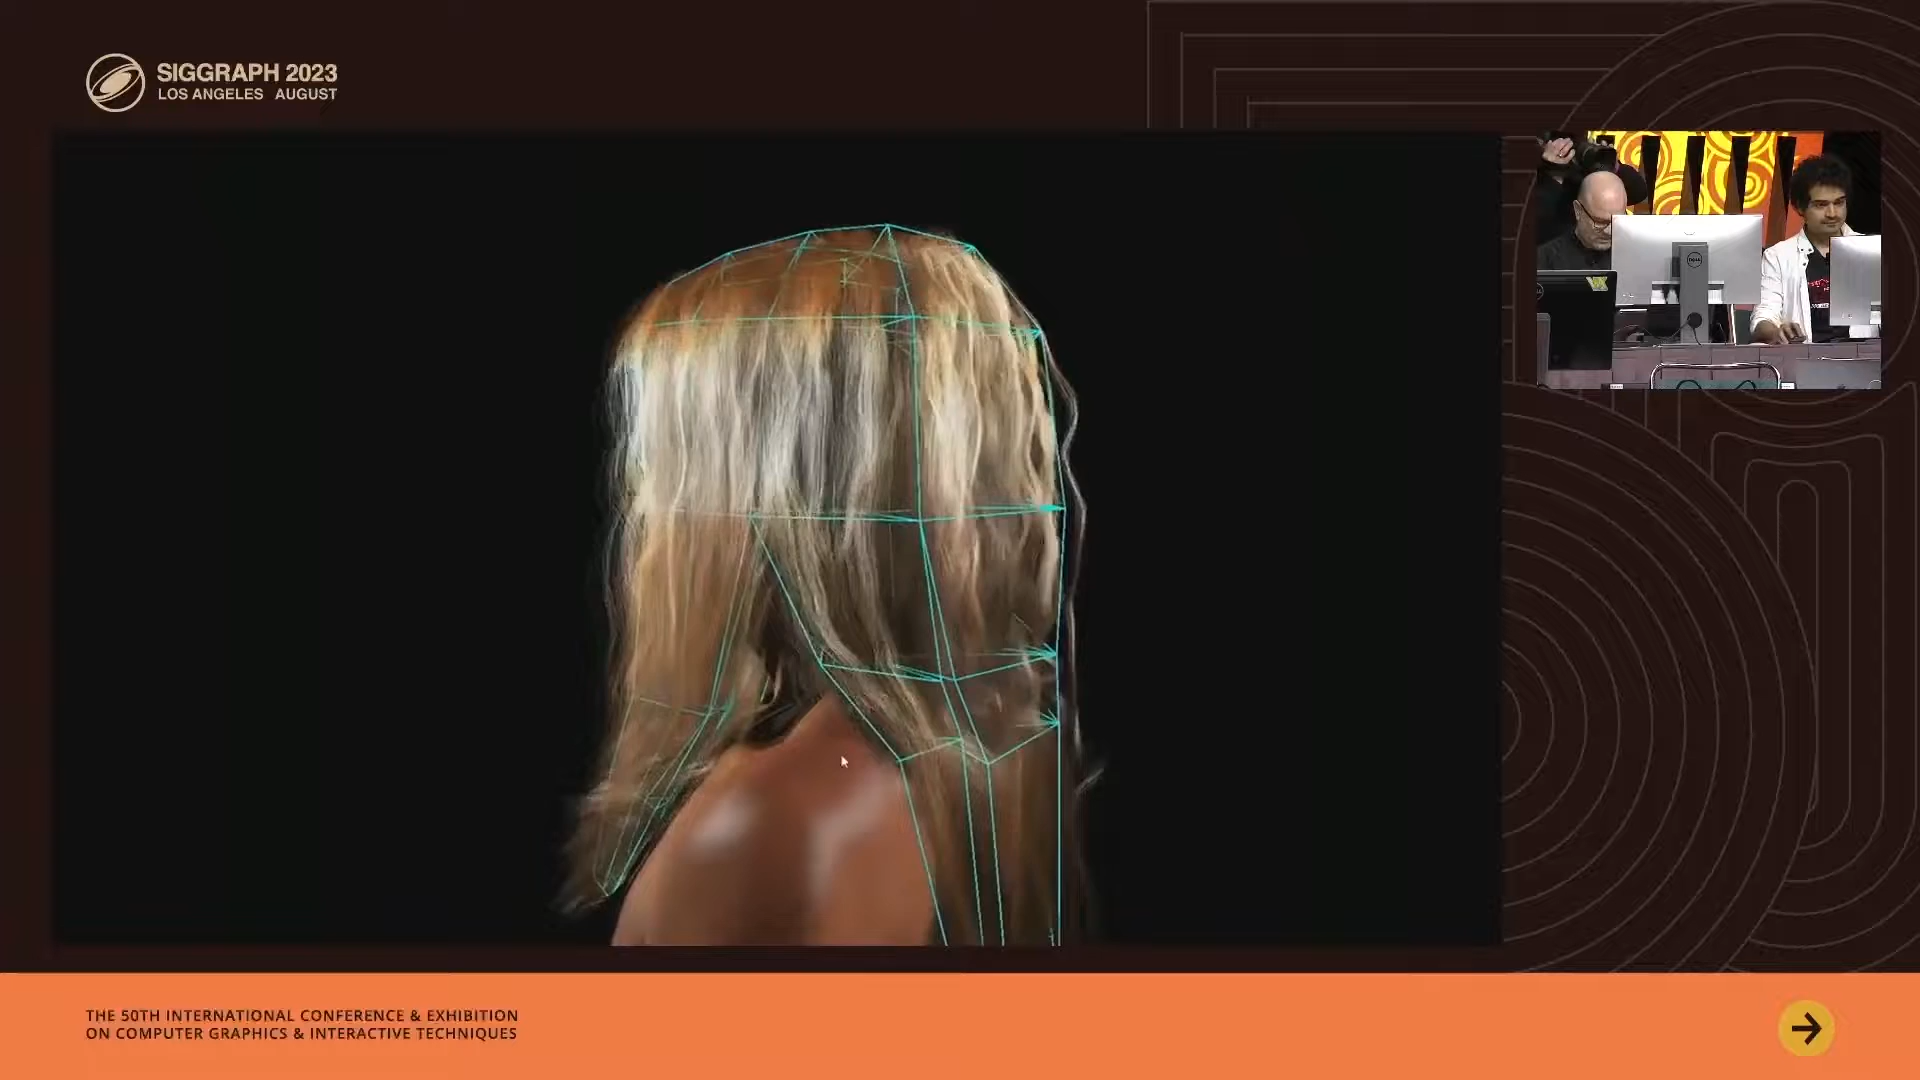 SIGGRAPH 2023
LOS ANGELES AUGUST
THE 50TH INTERNATIONAL CONFERENCE & EXHIBITION
ON COMPUTER GRAPHICS & INTERACTIVE TECHNIQUES